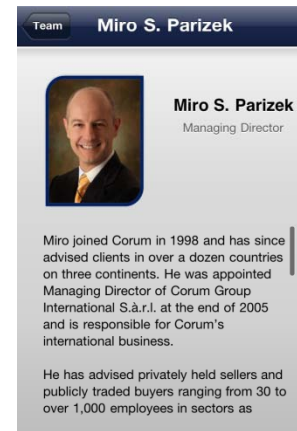 Team
Miro S. Parizek
Miro S. Parizek
Managing Director
Miro joined Corum in 1998 and has since
advised clients in over a dozen countries
on three continents. He was appointed
Managing Director of Corum Group
International S.à.r.l. at the end of 2005
and is responsible for Corum's
international business.
He has advised privately held sellers and
publicly traded buyers ranging from 30 to
over 1,000 employees in sectors as